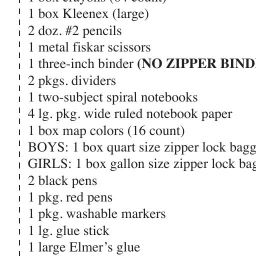 1 box crayons (64 count)
1 box Kleenex (large)
2 doz. #2 pencils
1 metal fiskar scissors
1 three-inch binder (NO ZIPPER BIND
2 pkgs. dividers
1 two-subject spiral notebooks
4 lg. pkg. wide ruled notebook paper
1 box map colors (16 count)
BOYS: 1 box quart size zipper lock bagg
GIRLS: 1 box gallon size zipper lock bag
2 black pens
1 pkg. red pens
1 pkg. washable markers
1 lg. glue stick
1 large Elmer's glue